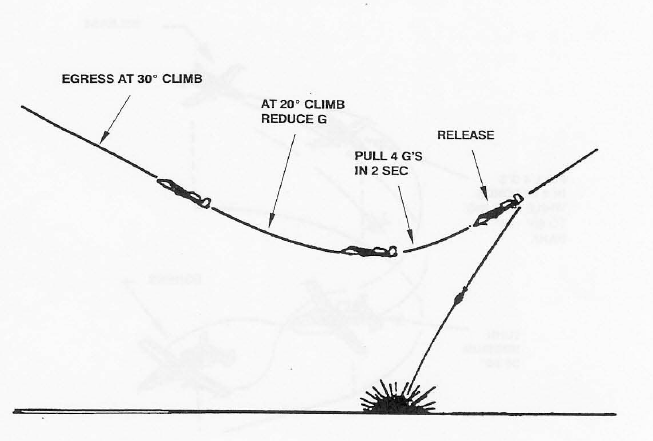 EGRESS AT 30° CLIMB
AT 20° CLIMB
REDUCE G
PULL 4 G'S
IN 2 SEC
RELEASE